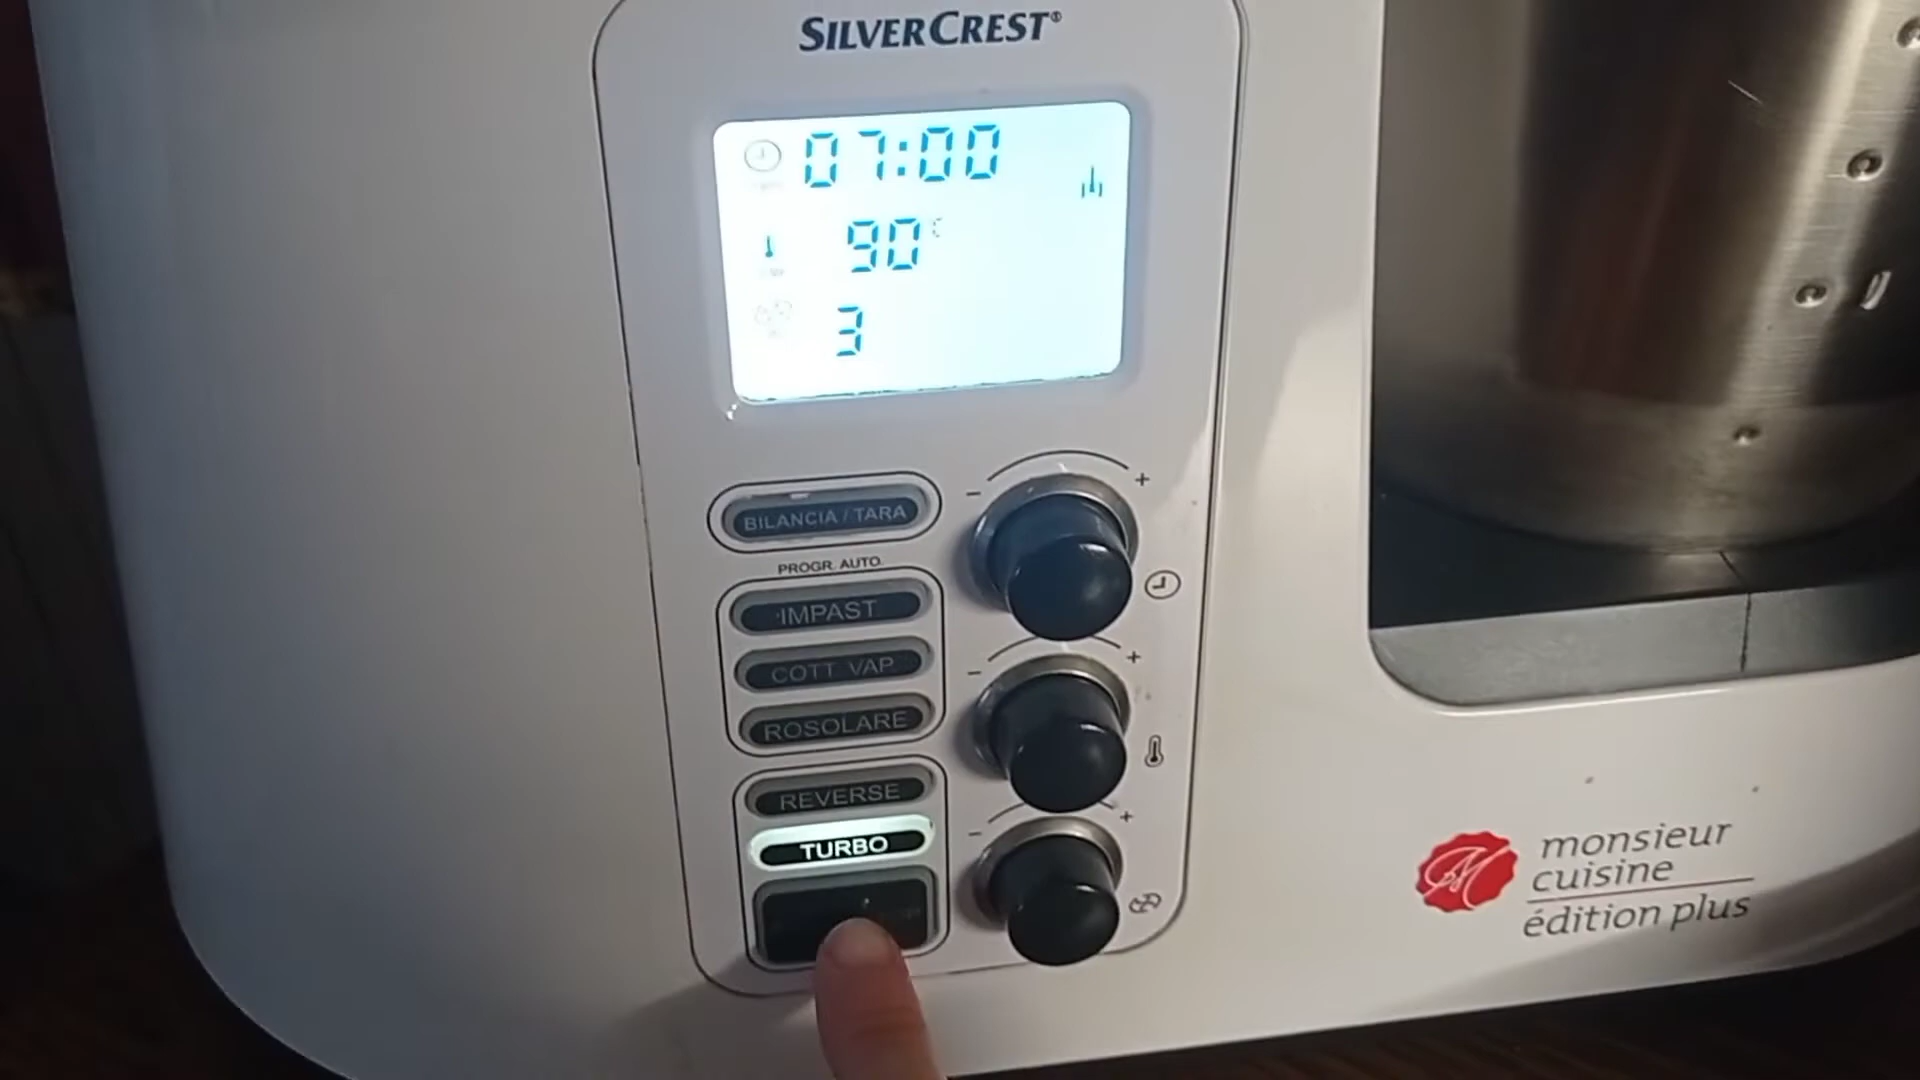 SILVERCREST®
07:00
90 C
3
BILANCIA / TARA
PROGR. AUTO.
IMPAST
COTT VAP
ROSOLARE
REVERSE
TURBO
- +
- +
- +
monsieur
cuisine
édition plus